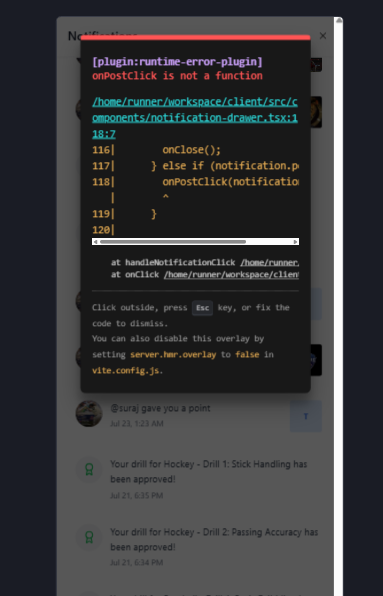 Notifications ×
[plugin:runtime-error-plugin]
onPostClick is not a function
/home/runner/workspace/client/src/c
omponents/notification-drawer.tsx:1
18:7
116|        onClose();
117|      } else if (notification.po
118|        onPostClick(notification
   |        ^
119|      }
120|
at handleNotificationClick /home/runner/
at onClick /home/runner/workspace/client
Click outside, press Esc key, or fix the
code to dismiss.
You can also disable this overlay by
setting server.hmr.overlay to false in
vite.config.js.
@suraj gave you a point
Jul 23, 1:23 AM
Your drill for Hockey - Drill 1: Stick Handling has
been approved!
Jul 21, 6:35 PM
Your drill for Hockey - Drill 2: Passing Accuracy has
been approved!
Jul 21, 6:34 PM